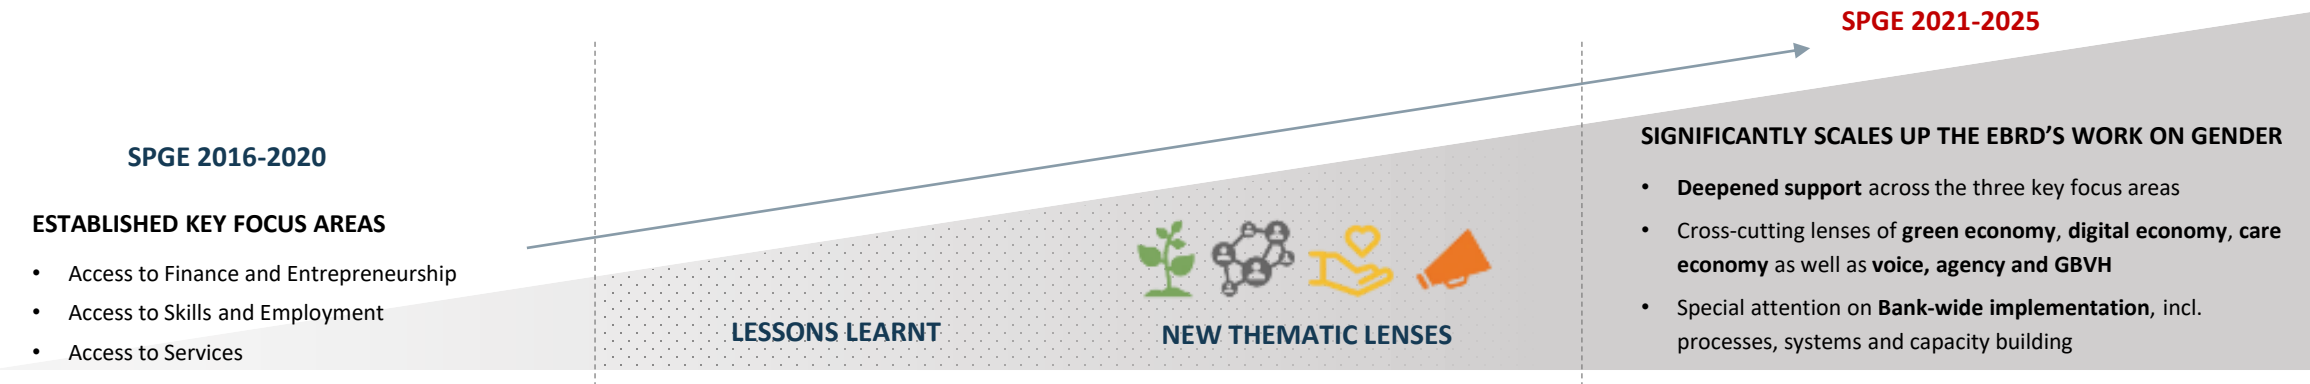 SPGE 2016-2020
ESTABLISHED KEY FOCUS AREAS
• Access to Finance and Entrepreneurship
• Access to Skills and Employment
• Access to Services
LESSONS LEARNT
NEW THEMATIC LENSES
SPGE 2021-2025
SIGNIFICANTLY SCALES UP THE EBRD’S WORK ON GENDER
• Deepened support across the three key focus areas
• Cross-cutting lenses of green economy, digital economy, care
economy as well as voice, agency and GBVH
• Special attention on Bank-wide implementation, incl.
processes, systems and capacity building